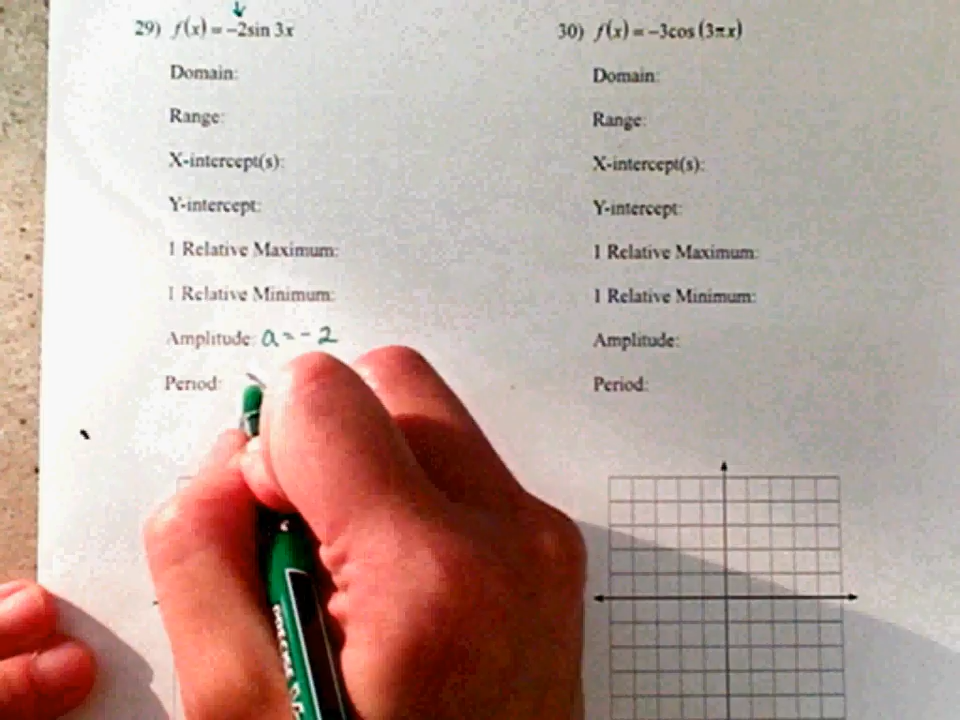 29) f(x) = -2sin 3x
Domain:
Range:
X-intercept(s):
Y-intercept:
1 Relative Maximum:
1 Relative Minimum:
Amplitude: a = -2
Period:
30) f(x) = -3cos (3πx)
Domain:
Range:
X-intercept(s):
Y-intercept:
1 Relative Maximum:
1 Relative Minimum:
Amplitude:
Period: